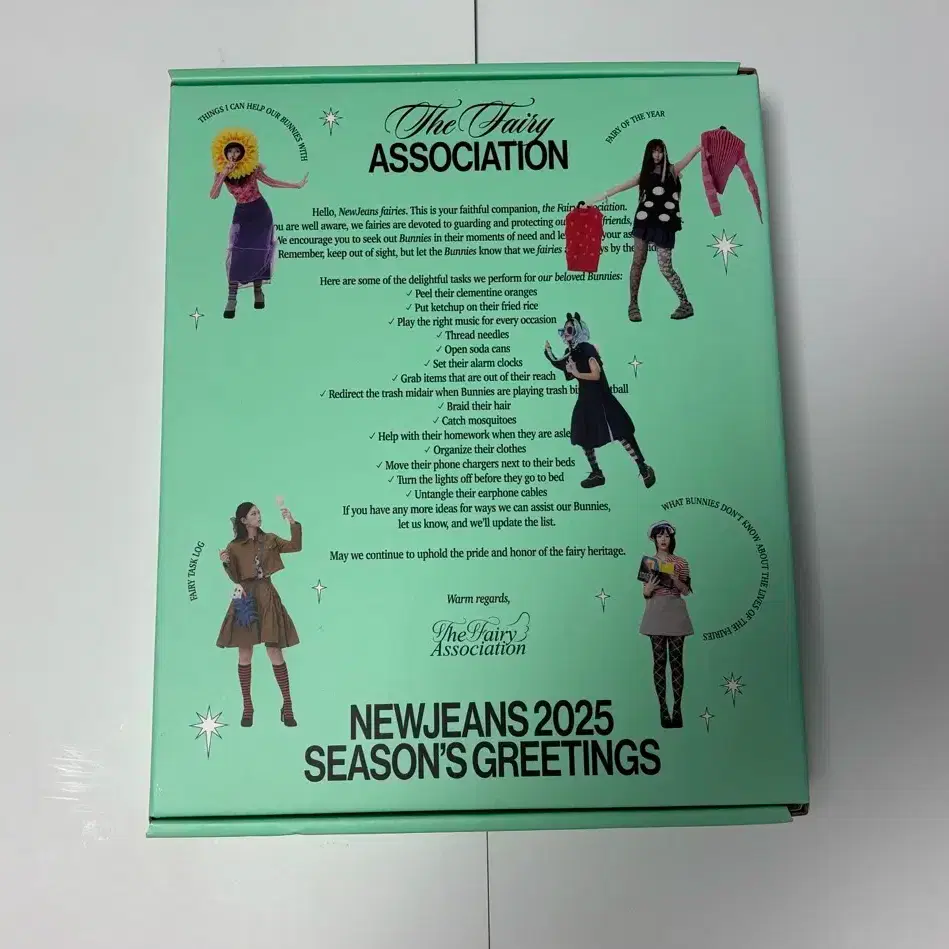 THINGS I CAN HELP OUR BUNNIES WITH
The Fairy
ASSOCIATION
FAIRY OF THE YEAR
Hello, NewJeans fairies. This is your faithful companion, the Fairy
ou are well aware, we fairies are devoted to guarding and protecting friends,
We encourage you to seek out Bunnies in their moments of need and your
Remember, keep out of sight, but let the Bunnies know that we fairies by the
Here are some of the delightful tasks we perform for our beloved Bunnies:
✓ Peel their clementine oranges
✓ Put ketchup on their fried rice
✓ Play the right music for every occasion
✓ Thread needles
✓ Open soda cans
✓ Set their alarm clocks
✓ Grab items that are out of their reach
✓ Redirect the trash midair when Bunnies are playing trash
✓ Braid their hair
✓ Catch mosquitoes
✓ Help with their homework when they are asle
✓ Organize their clothes
✓ Move their phone chargers next to their beds
✓ Turn the lights off before they go to bed
✓ Untangle their earphone cables
If you have any more ideas for ways we can assist our Bunnies,
let us know, and we'll update the list.
May we continue to uphold the pride and honor of the fairy heritage.
Warm regards,
The Fairy
Association
FAIRY TASK LOG
WHAT BUNNIES DON'T KNOW ABOUT THE LIVES OF THE FAIRIES
NEWJEANS 2025
SEASON'S GREETINGS